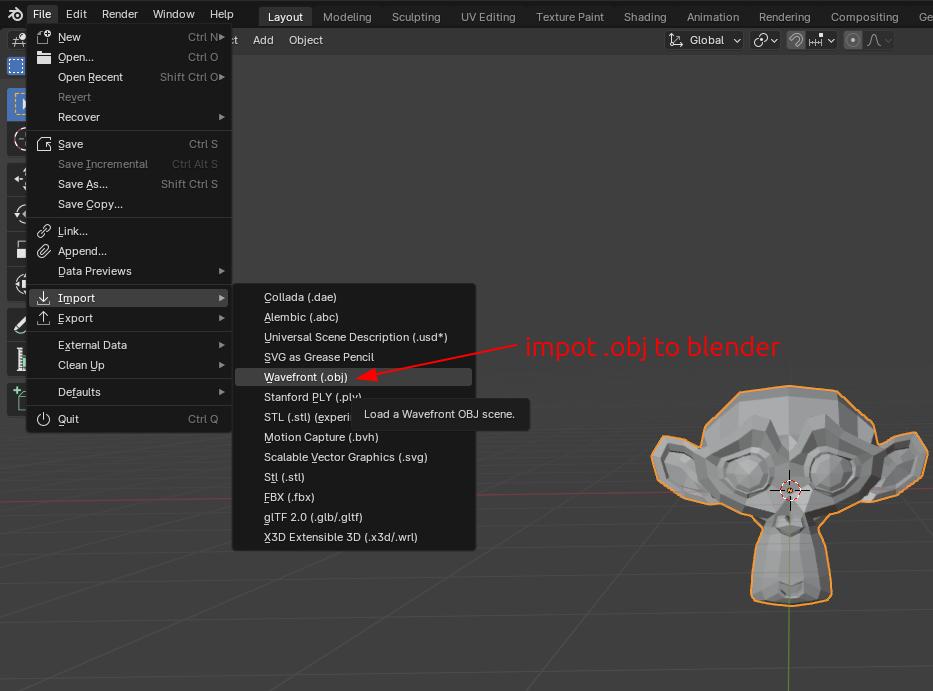 File Edit Render Window Help Layout Modeling Sculpting UV Editing Texture Paint Shading Animation Rendering Compositing
Add Object Global
New Ctrl N
Open... Ctrl O
Open Recent Shift Ctrl O
Revert
Recover
Save Ctrl S
Save Incremental Ctrl Alt S
Save As... Shift Ctrl S
Save Copy...
Link...
Append...
Data Previews
Import
Export
External Data
Clean Up
Defaults
Quit Ctrl Q
Collada (.dae)
Alembic (.abc)
Universal Scene Description (.usd*)
SVG as Grease Pencil
Wavefront (.obj)
Stanford PLY (.ply)
STL (.stl)
Motion Capture (.bvh)
Scalable Vector Graphics (.svg)
Stl (.stl)
FBX (.fbx)
glTF 2.0 (.glb/.gltf)
X3D Extensible 3D (.x3d/.wrl)
impot .obj to blender
Load a Wavefront OBJ scene.